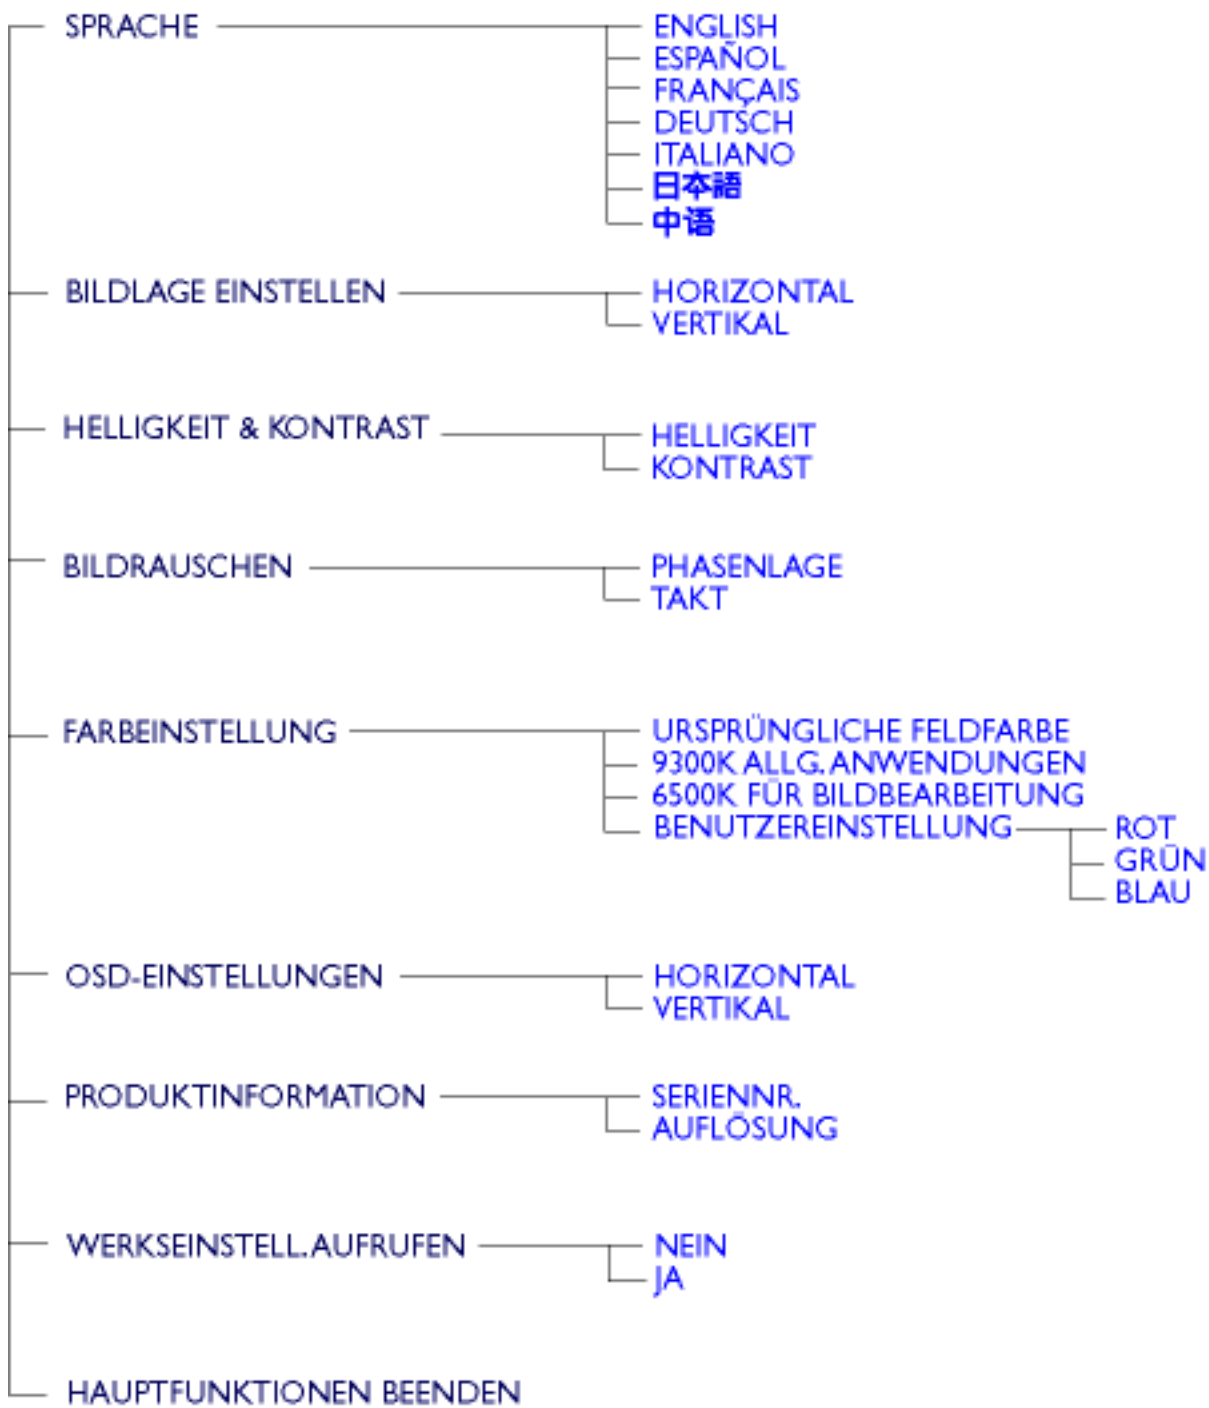 SPRACHE ENGLISH
ESPAÑOL
FRANÇAIS
DEUTSCH
ITALIANO
日本語
中语
BILDLAGE EINSTELLEN HORIZONTAL
VERTIKAL
HELLIGKEIT & KONTRAST HELLIGKEIT
KONTRAST
BILDRAUSCHEN PHASENLAGE
TAKT
FARBEINSTELLUNG URSPRÜNGLICHE FELDFARBE
9300K ALLG. ANWENDUNGEN
6500K FÜR BILDBEARBEITUNG
BENUTZEREINSTELLUNG ROT
GRÜN
BLAU
OSD-EINSTELLUNGEN HORIZONTAL
VERTIKAL
PRODUKTINFORMATION SERIENNR.
AUFLÖSUNG
WERKSEINSTELL. AUFRUFEN NEIN
JA
HAUPTFUNKTIONEN BEENDEN